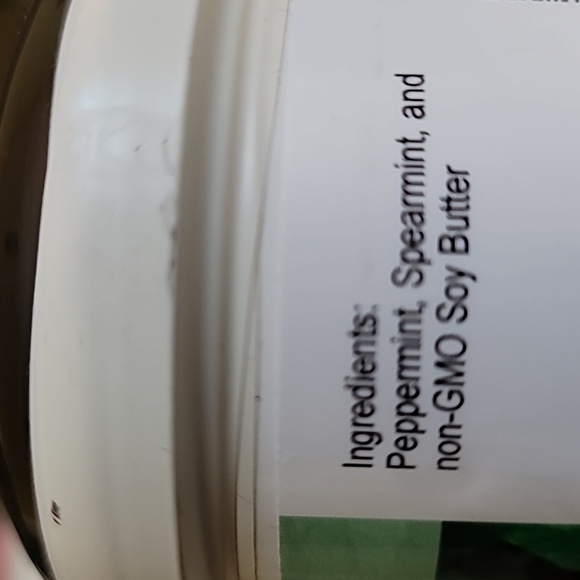 Ingredients:
Peppermint, Spearmint, and
non-GMO Soy Butter